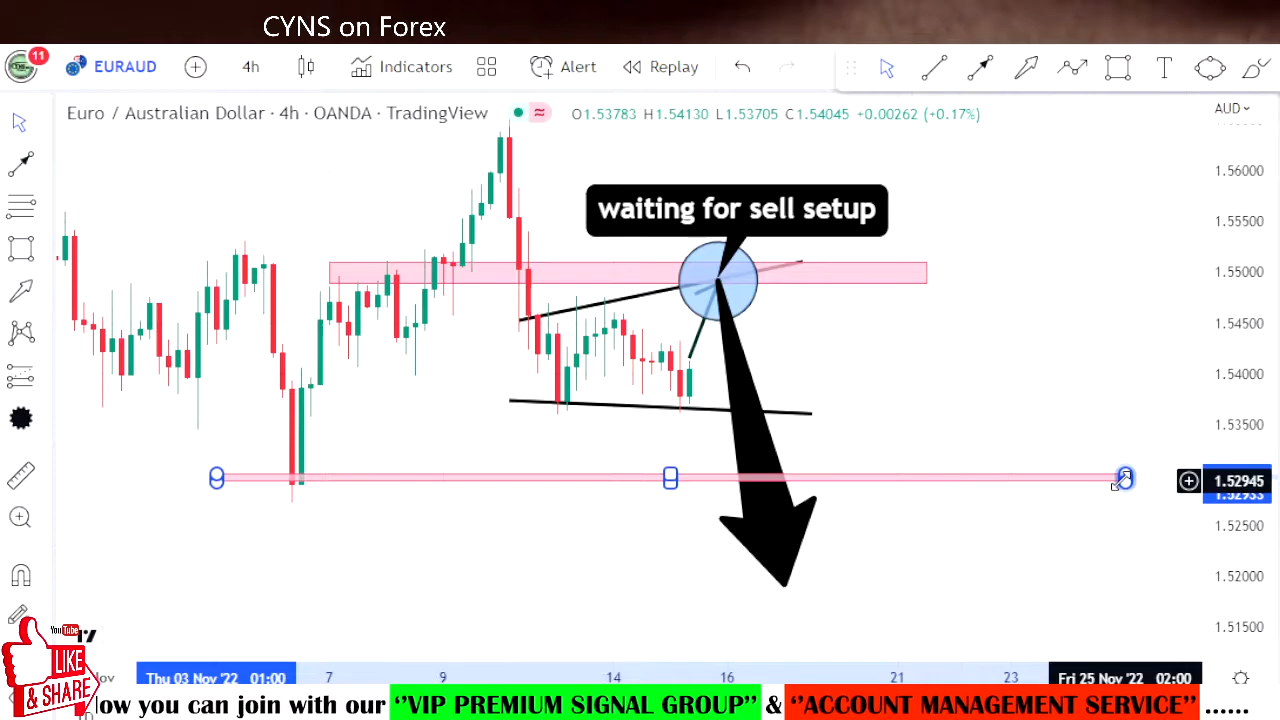 CYNS on Forex
11
EURAUD
4h
Indicators
Alert
Replay
Euro / Australian Dollar · 4h · OANDA · TradingView
≈
O1.53783 H1.54130 L1.53705 C1.54045 +0.00262 (+0.17%)
AUD
1.56000
waiting for sell setup
1.55500
1.55000
1.54500
1.54000
1.53500
1.52945
1.52933
1.52500
1.52000
1.51500
YouTube
LIKE
& SHARE
Thu 03 Nov '22 01:00
7
9
14
16
21
23
Fri 25 Nov '22 02:00
low you can join with our “VIP PREMIUM SIGNAL GROUP” & “ACCOUNT MANAGEMENT SERVICE” ......